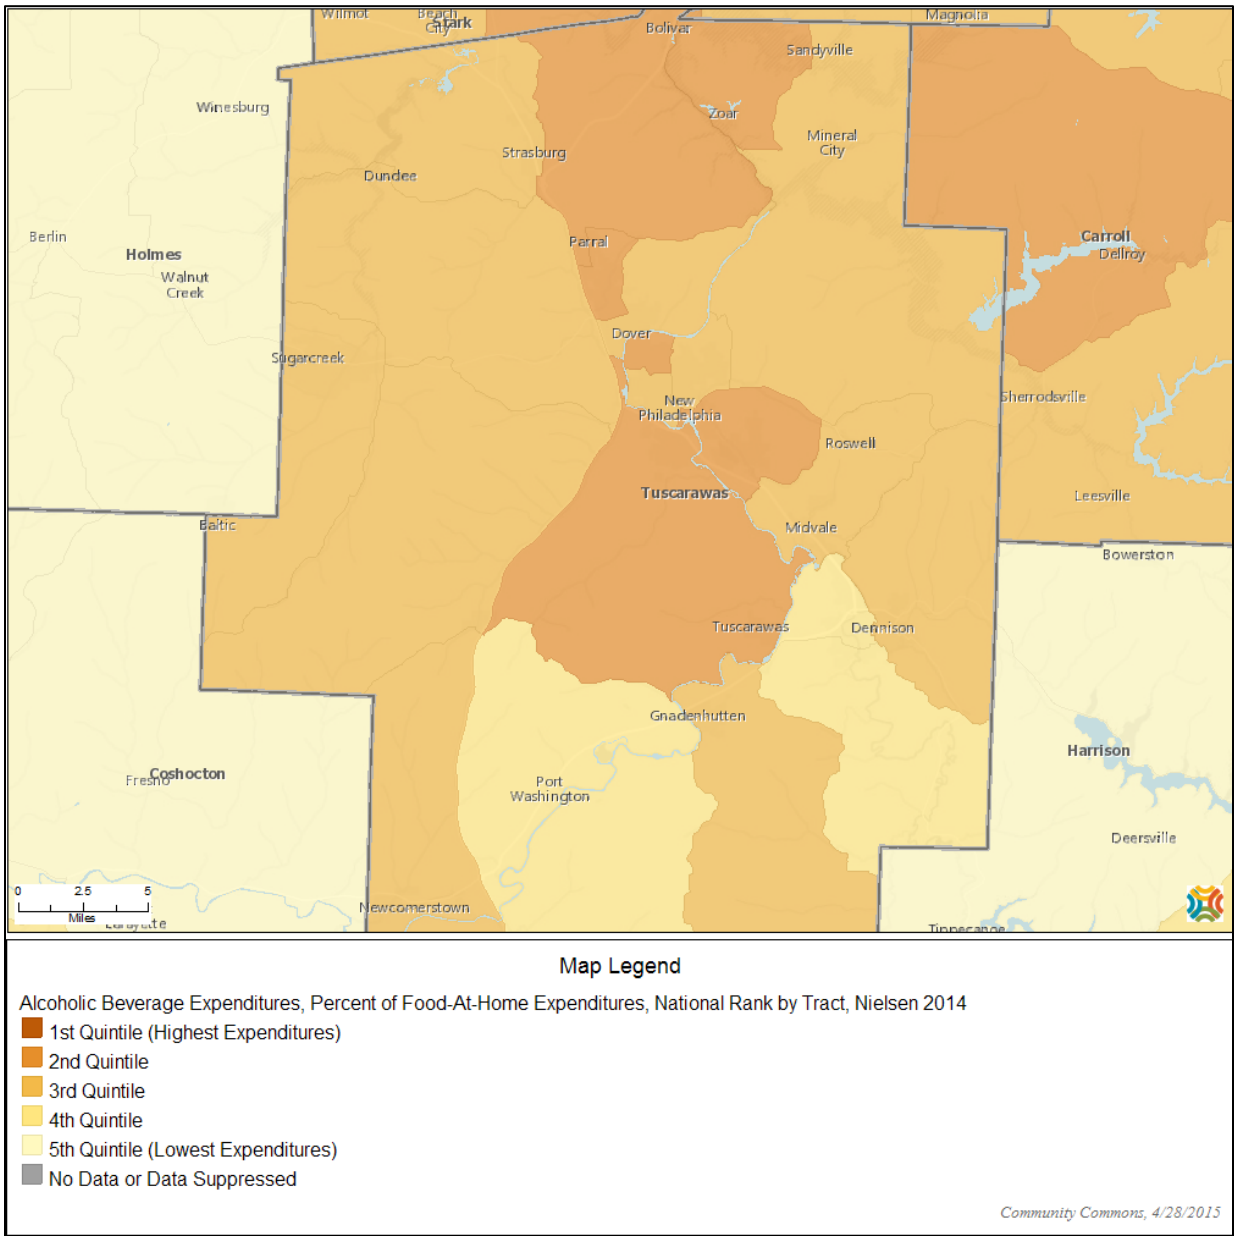 Wilmot
Beach
City
Stark
Bolivar
Magnolia
Sandyville
Winesburg
Zoar
Mineral
City
Strasburg
Dundee
Berlin
Holmes
Walnut
Creek
Parral
Carroll
Dellroy
Dover
Sugarcreek
New
Philadelphia
Sherrodsville
Roswell
Tuscarawas
Leesville
Baltic
Midvale
Bowerston
Tuscarawas
Dennison
Gnadenhutten
Fresno
Coshocton
Port
Washington
Harrison
Deersville
0 2.5 5
Miles
Lafayette
Newcomerstown
Tippecanoe
Map Legend
Alcoholic Beverage Expenditures, Percent of Food-At-Home Expenditures, National Rank by Tract, Nielsen 2014
1st Quintile (Highest Expenditures)
2nd Quintile
3rd Quintile
4th Quintile
5th Quintile (Lowest Expenditures)
No Data or Data Suppressed
Community Commons, 4/28/2015